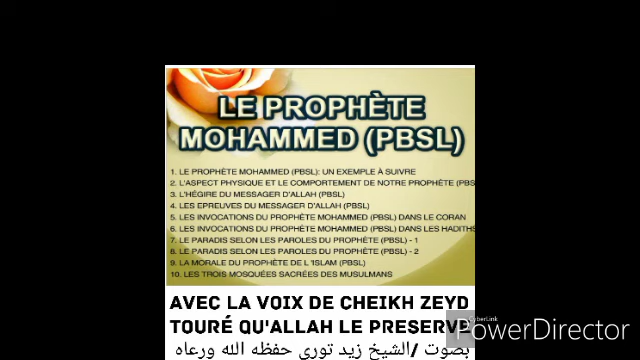 LE PROPHÈTE
MOHAMMED (PBSL)
1. LE PROPHÈTE MOHAMMED (PBSL): UN EXEMPLE À SUIVRE
2. L'ASPECT PHYSIQUE ET LE COMPORTEMENT DE NOTRE PROPHÈTE (PBS
3. L'HÉGIRE DU MESSAGER D'ALLAH (PBSL)
4. LES EPREUVES DU MESSAGER D'ALLAH (PBSL)
5. LES INVOCATIONS DU PROPHÈTE MOHAMMED (PBSL) DANS LE CORAN
6. LES INVOCATIONS DU PROPHÈTE MOHAMMED (PBSL) DANS LES HADITHS
7. LE PARADIS SELON LES PAROLES DU PROPHÈTE (PBSL) - 1
8. LE PARADIS SELON LES PAROLES DU PROPHÈTE (PBSL) - 2
9. LA MORALE DU PROPHÈTE DE L 'ISLAM (PBSL)
10. LES TROIS MOSQUÉES SACRÉES DES MUSULMANS
AVEC LA VOIX DE CHEIKH ZEYD
TOURÉ QU'ALLAH LE PRESERVE
بصوت /الشيخ زيد توري حفظه الله ورعاه
CyberLink
PowerDirector